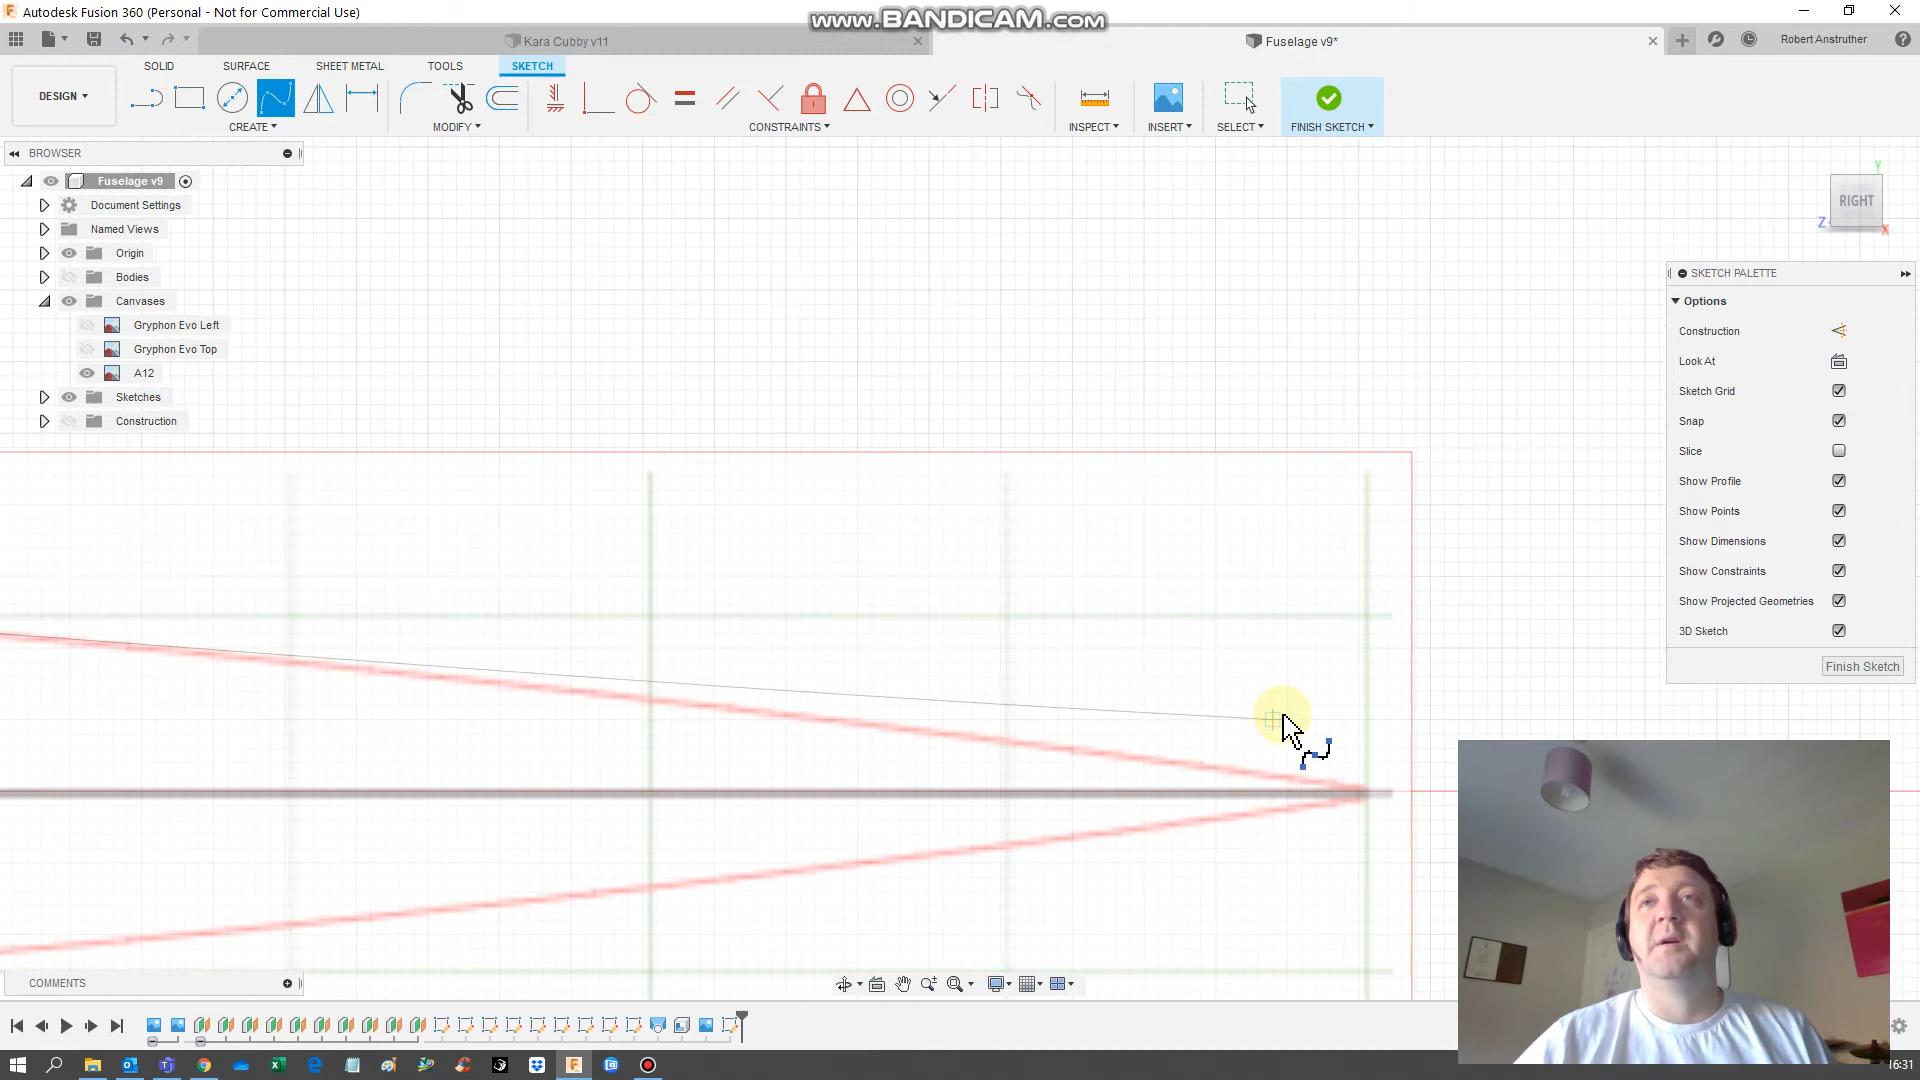 Autodesk Fusion 360 (Personal - Not for Commercial Use)
www.BANDICAM.com
Kara Cubby v11
Fuselage v9*
Robert Anstruther
DESIGN
SOLID
SURFACE
SHEET METAL
TOOLS
SKETCH
CREATE
MODIFY
CONSTRAINTS
INSPECT
INSERT
SELECT
FINISH SKETCH
BROWSER
Fuselage v9
Document Settings
Named Views
Origin
Bodies
Canvases
Gryphon Evo Left
Gryphon Evo Top
A12
Sketches
Construction
Y
RIGHT
Z
X
SKETCH PALETTE
Options
Construction
Look At
Sketch Grid
Snap
Slice
Show Profile
Show Points
Show Dimensions
Show Constraints
Show Projected Geometries
3D Sketch
Finish Sketch
COMMENTS
16:31